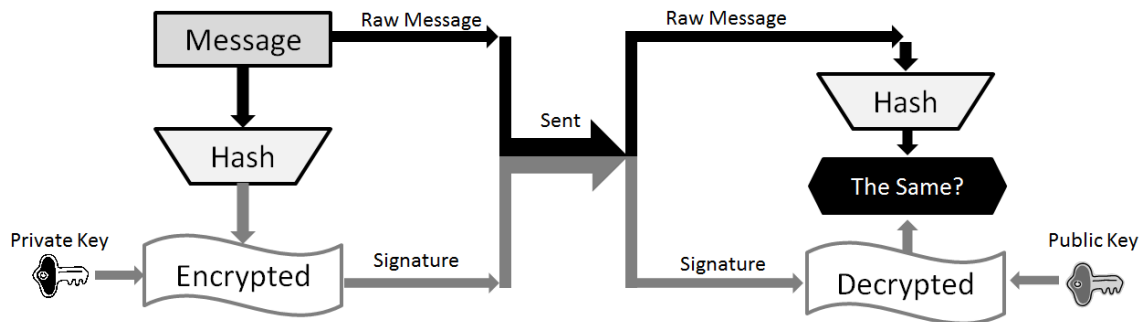 Message
Raw Message
Raw Message
Hash
Sent
Hash
The Same?
Private Key
Encrypted
Signature
Signature
Decrypted
Public Key